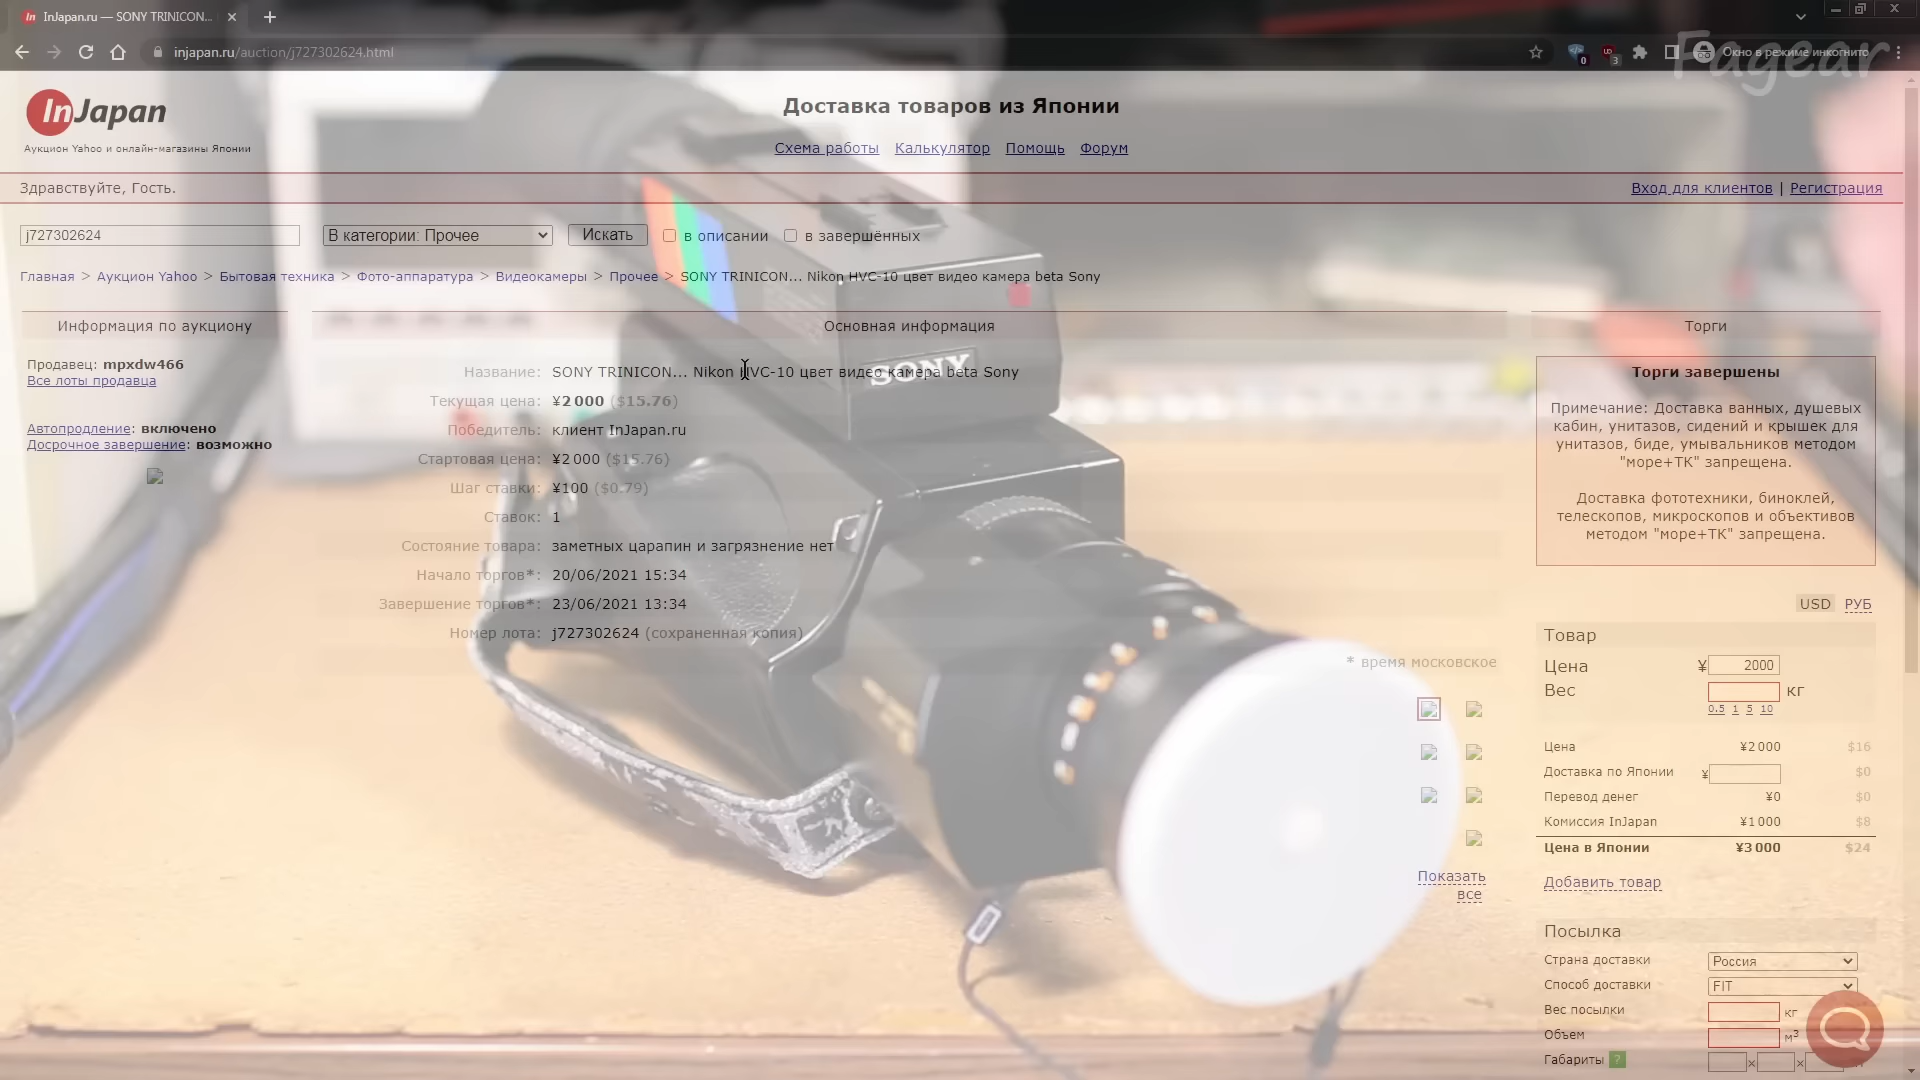 InJapan.ru — SONY TRINICON...
injapan.ru/auction/j727302624.html
0
3
Окно в режиме инкогнито
Fagear
InJapan
Аукцион Yahoo и онлайн-магазины Японии
Доставка товаров из Японии
Схема работы Калькулятор Помощь Форум
Здравствуйте, Гость.
Вход для клиентов | Регистрация
j727302624
В категории: Прочее
Искать
в описании
в завершённых
Главная > Аукцион Yahoo > Бытовая техника > Фото-аппаратура > Видеокамеры > Прочее > SONY TRINICON... Nikon HVC-10 цвет видео камера beta Sony
Информация по аукциону
Продавец: mpxdw466
Все лоты продавца
Автопродление: включено
Досрочное завершение: возможно
Основная информация
Название: SONY TRINICON... Nikon HVC-10 цвет видео камера beta Sony
SONY
Текущая цена: ¥2 000 ($15.76)
Победитель: клиент InJapan.ru
Стартовая цена: ¥2 000 ($15.76)
Шаг ставки: ¥100 ($0.79)
Ставок: 1
Состояние товара: заметных царапин и загрязнение нет
Начало торгов*: 20/06/2021 15:34
Завершение торгов*: 23/06/2021 13:34
Номер лота: j727302624 (сохраненная копия)
* время московское
Показать
все
Торги
Торги завершены
Примечание: Доставка ванных, душевых
кабин, унитазов, сидений и крышек для
унитазов, биде, умывальников методом
"море+ТК" запрещена.
Доставка фототехники, биноклей,
телескопов, микроскопов и объективов
методом "море+ТК" запрещена.
USD РУБ
Товар
Цена ¥ 2000
Вес кг
0.5 1 5 10
Цена ¥2 000 $16
Доставка по Японии ¥ $0
Перевод денег ¥0 $0
Комиссия InJapan ¥1 000 $8
Цена в Японии ¥3 000 $24
Добавить товар
Посылка
Страна доставки Россия
Способ доставки FIT
Вес посылки кг
Объем м³
Габариты ? × ×